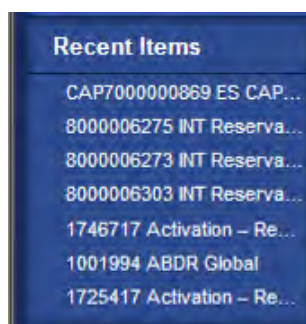 Recent Items
CAP7000000869 ES CAP...
8000006275 INT Reserva...
8000006273 INT Reserva...
8000006303 INT Reserva...
1746717 Activation – Re...
1001994 ABDR Global
1725417 Activation – Re...